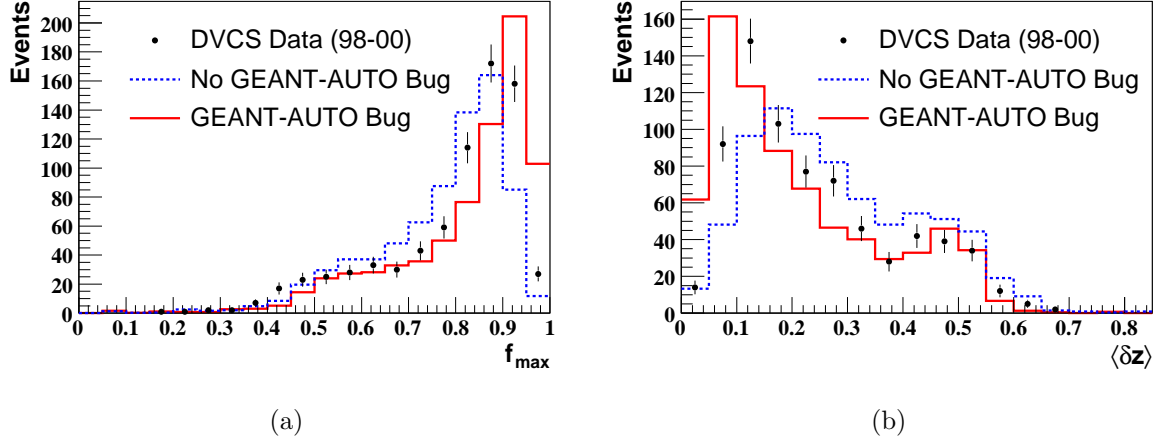 Events
200
180
160
140
120
100
80
60
40
20
0
DVCS Data (98-00)
No GEANT-AUTO Bug
GEANT-AUTO Bug
0 0.1 0.2 0.3 0.4 0.5 0.6 0.7 0.8 0.9 1
f_max
(a)
Events
160
140
120
100
80
60
40
20
0
DVCS Data (98-00)
No GEANT-AUTO Bug
GEANT-AUTO Bug
0 0.1 0.2 0.3 0.4 0.5 0.6 0.7 0.8
⟨δz⟩
(b)